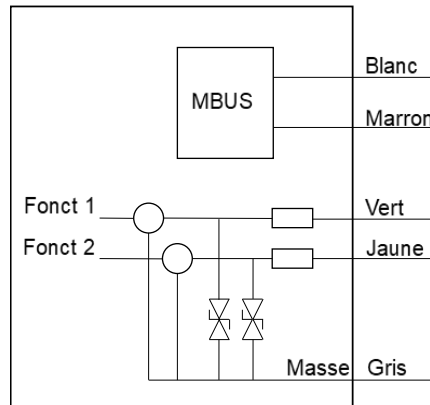 Blanc
MBUS
Marron
Fonct 1
Vert
Fonct 2
Jaune
Masse Gris